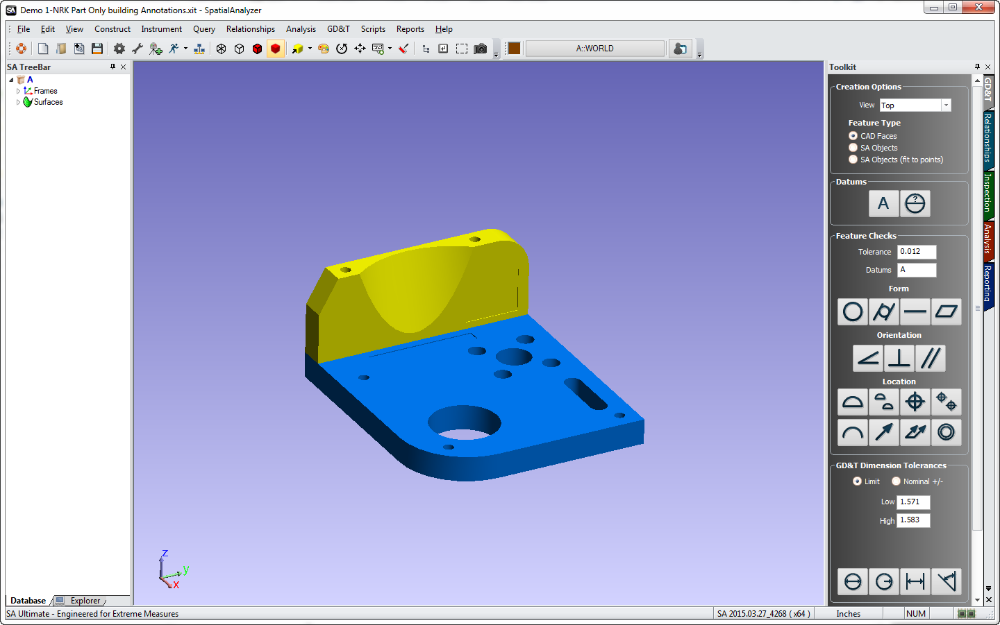 SA Demo 1-NRK Part Only building Annotations.xit - SpatialAnalyzer
File Edit View Construct Instrument Query Relationships Analysis GD&T Scripts Reports Help
A::WORLD
SA TreeBar
A
Frames
Surfaces
Z
y
x
Database Explorer
Toolkit
Creation Options
View Top
Feature Type
CAD Faces
SA Objects
SA Objects (fit to points)
Datums
A ?
Feature Checks
Tolerance 0.012
Datums A
Form
Orientation
Location
GD&T Dimension Tolerances
Limit Nominal +/-
Low 1.571
High 1.583
GD&T
Relationships
Inspection
Analysis
Reporting
SA Ultimate - Engineered for Extreme Measures SA 2015.03.27_4268 ( x64 ) Inches NUM